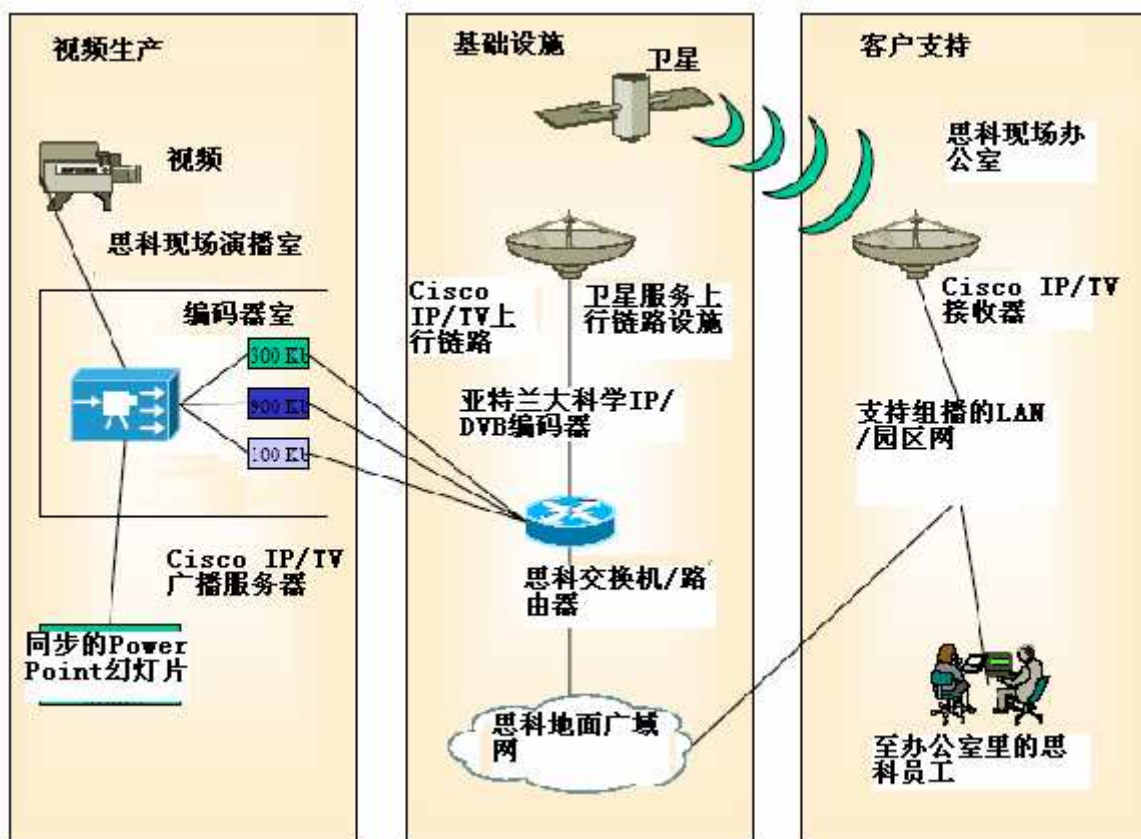 视频生产
视频
思科现场演播室
编码器室
300 Kb
900 Kb
100 Kb
Cisco IP/TV
广播服务器
同步的Power
Point幻灯片
基础设施
卫星
Cisco
IP/TV上
行链路
卫星服务上
行链路设施
亚特兰大科学IP/
DVB编码器
思科交换机/路
由器
思科地面广域
网
客户支持
思科现场办
公室
Cisco IP/TV
接收器
支持组播的LAN
/园区网
至办公室里的思
科员工